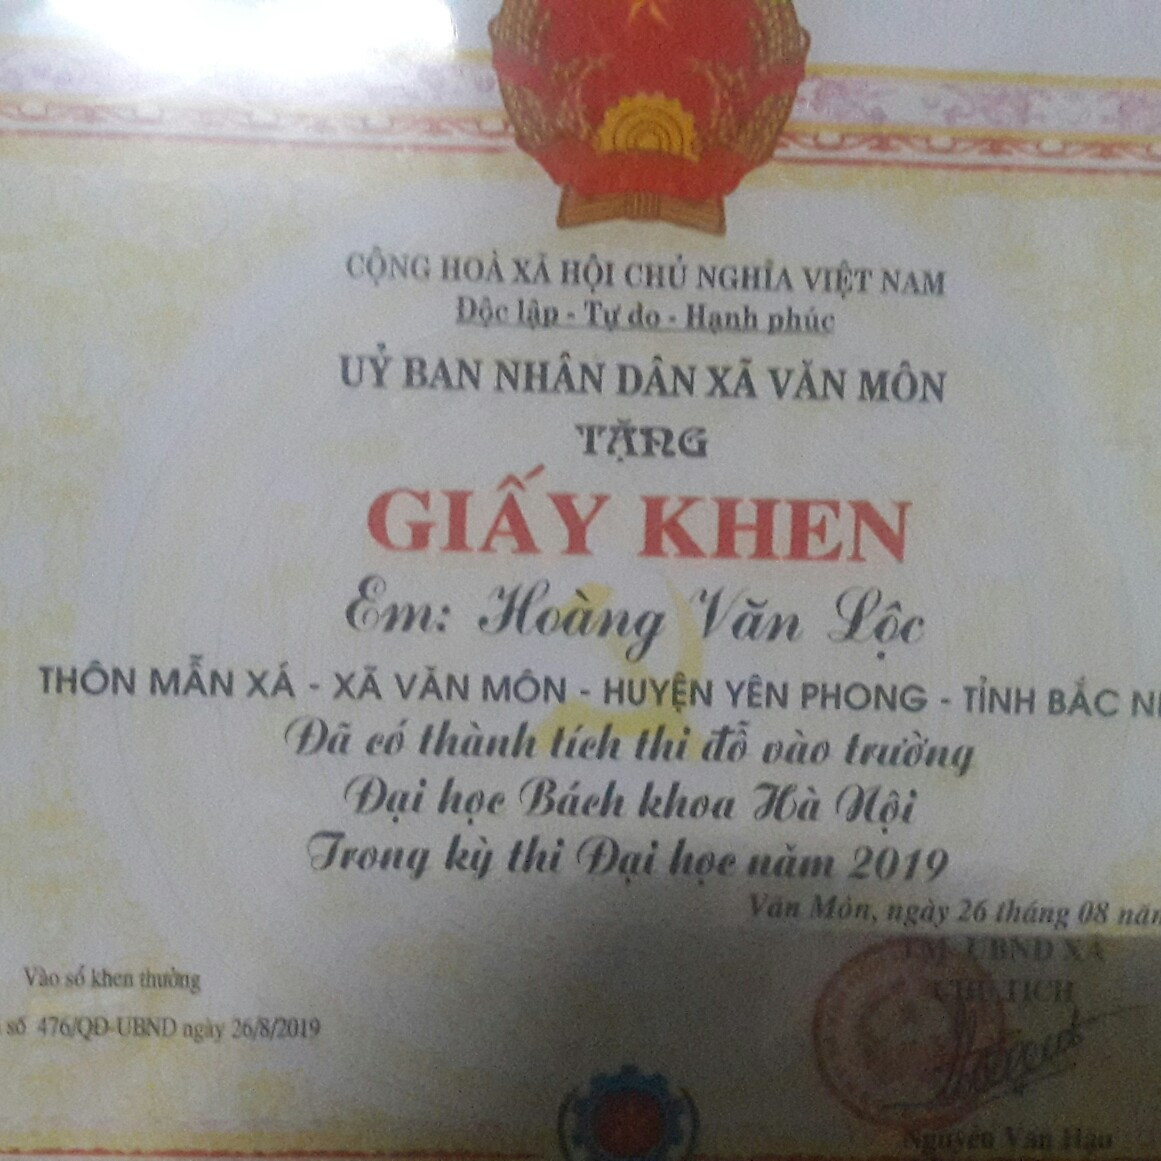 CỘNG HOÀ XÃ HỘI CHỦ NGHĨA VIỆT NAM
Độc lập - Tự do - Hạnh phúc
UỶ BAN NHÂN DÂN XÃ VĂN MÔN
TẶNG
GIẤY KHEN
Em: Hoàng Văn Lộc
THÔN MẪN XÁ - XÃ VĂN MÔN - HUYỆN YÊN PHONG - TỈNH BẮC
Đã có thành tích thi đỗ vào trường
Đại học Bách khoa Hà Nội
Trong kỳ thi Đại học năm 2019
Văn Môn, ngày 26 tháng 08 năm
TM UBND XÃ
CHỦ TỊCH
Vào sổ khen thưởng
số 476/QĐ-UBND ngày 26/8/2019
Nguyễn Văn Hậu